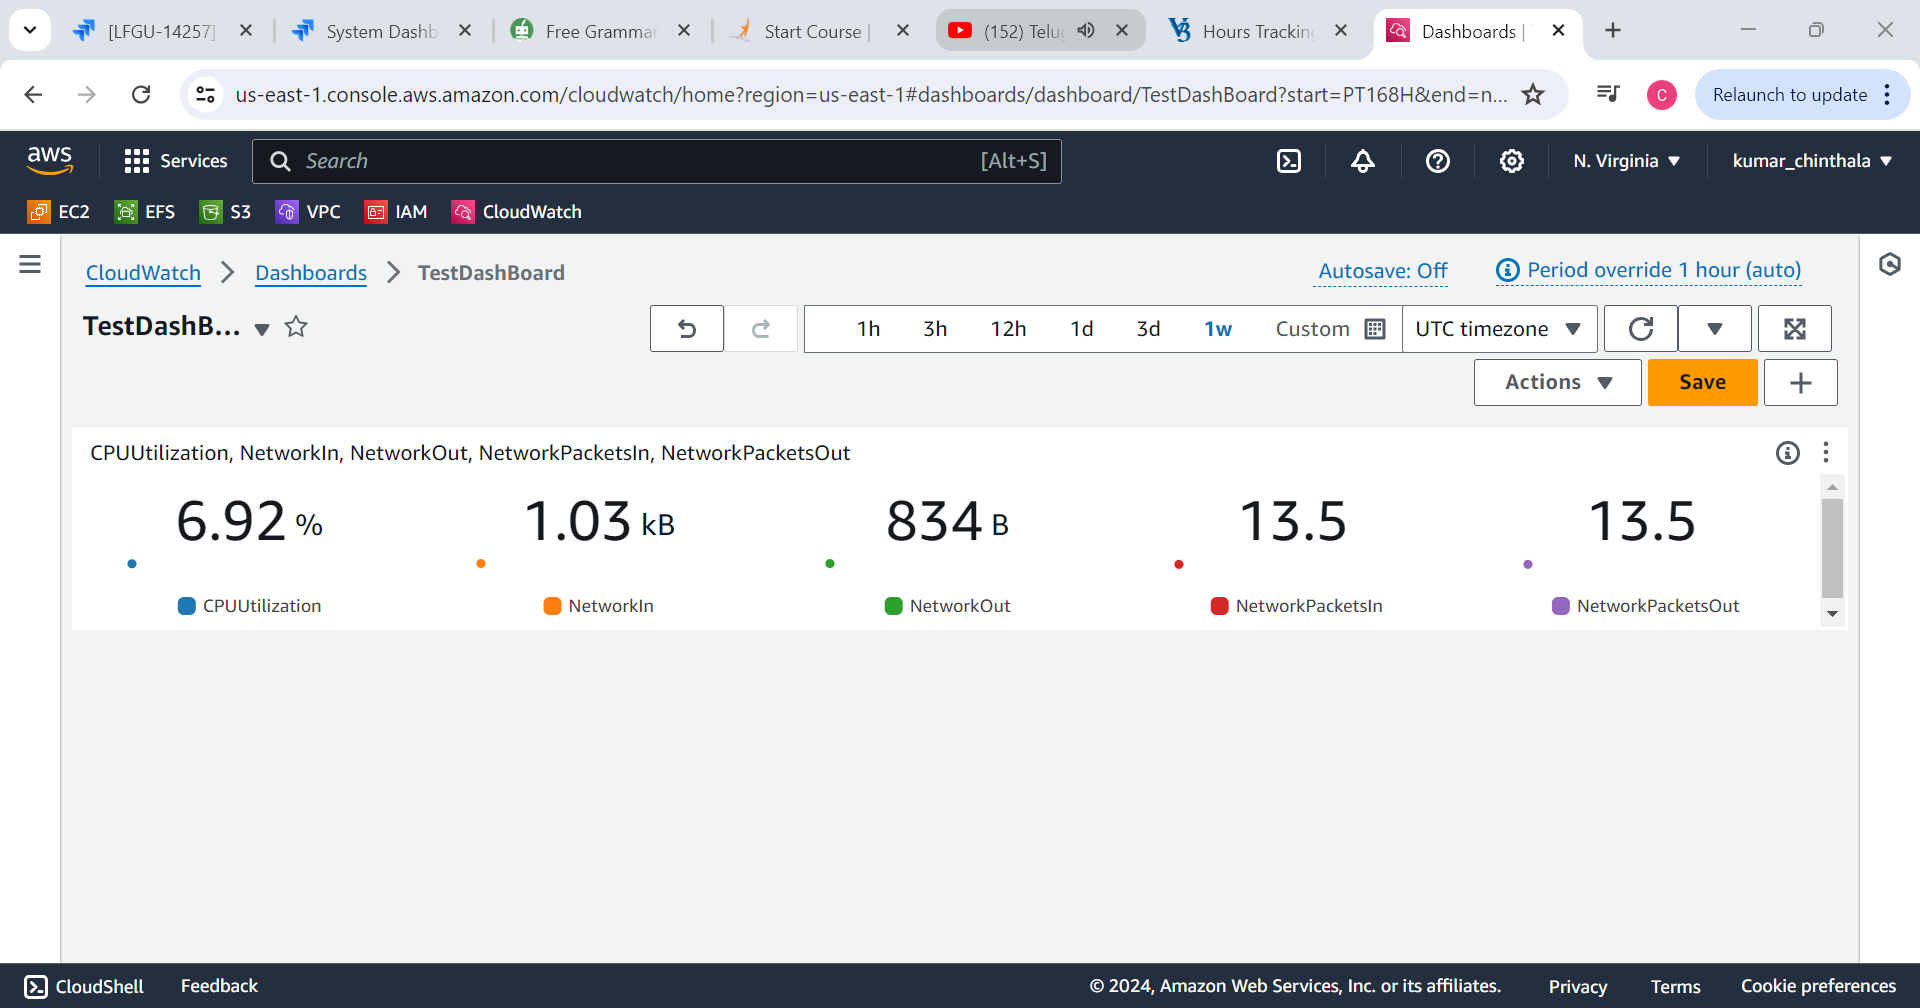 [LFGU-14257]
System Dashb
Free Grammar
Start Course |
(152) Telug
Hours Tracking
Dashboards |
us-east-1.console.aws.amazon.com/cloudwatch/home?region=us-east-1#dashboards/dashboard/TestDashBoard?start=PT168H&end=n...
C
Relaunch to update
aws
Services
Search
[Alt+S]
N. Virginia
kumar_chinthala
EC2
EFS
S3
VPC
IAM
CloudWatch
CloudWatch
Dashboards
TestDashBoard
Autosave: Off
Period override 1 hour (auto)
TestDashB...
1h
3h
12h
1d
3d
1w
Custom
UTC timezone
Actions
Save
CPUUtilization, NetworkIn, NetworkOut, NetworkPacketsIn, NetworkPacketsOut
6.92 %
1.03 kB
834 B
13.5
13.5
CPUUtilization
NetworkIn
NetworkOut
NetworkPacketsIn
NetworkPacketsOut
CloudShell
Feedback
© 2024, Amazon Web Services, Inc. or its affiliates.
Privacy
Terms
Cookie preferences